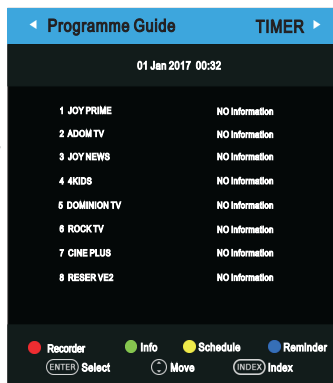 Programme Guide TIMER
01 Jan 2017 00:32
1 JOY PRIME NO Information
2 ADOM TV NO Information
3 JOY NEWS NO Information
4 4KIDS NO Information
5 DOMINION TV NO Information
6 ROCK TV NO Information
7 CINE PLUS NO Information
8 RESER VE2 NO Information
Recorder Info Schedule Reminder
ENTER Select Move INDEX Index